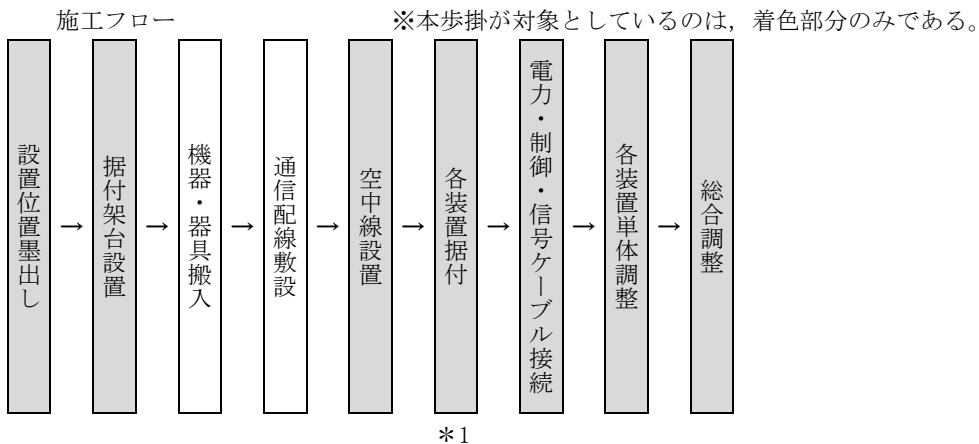 施工フロー
※本歩掛が対象としているのは，着色部分のみである。
設置位置墨出し
→
据付架台設置
→
機器・器具搬入
→
通信配線敷設
→
空中線設置
→
各装置据付
→
電力・制御・信号ケーブル接続
→
各装置単体調整
→
総合調整
＊1